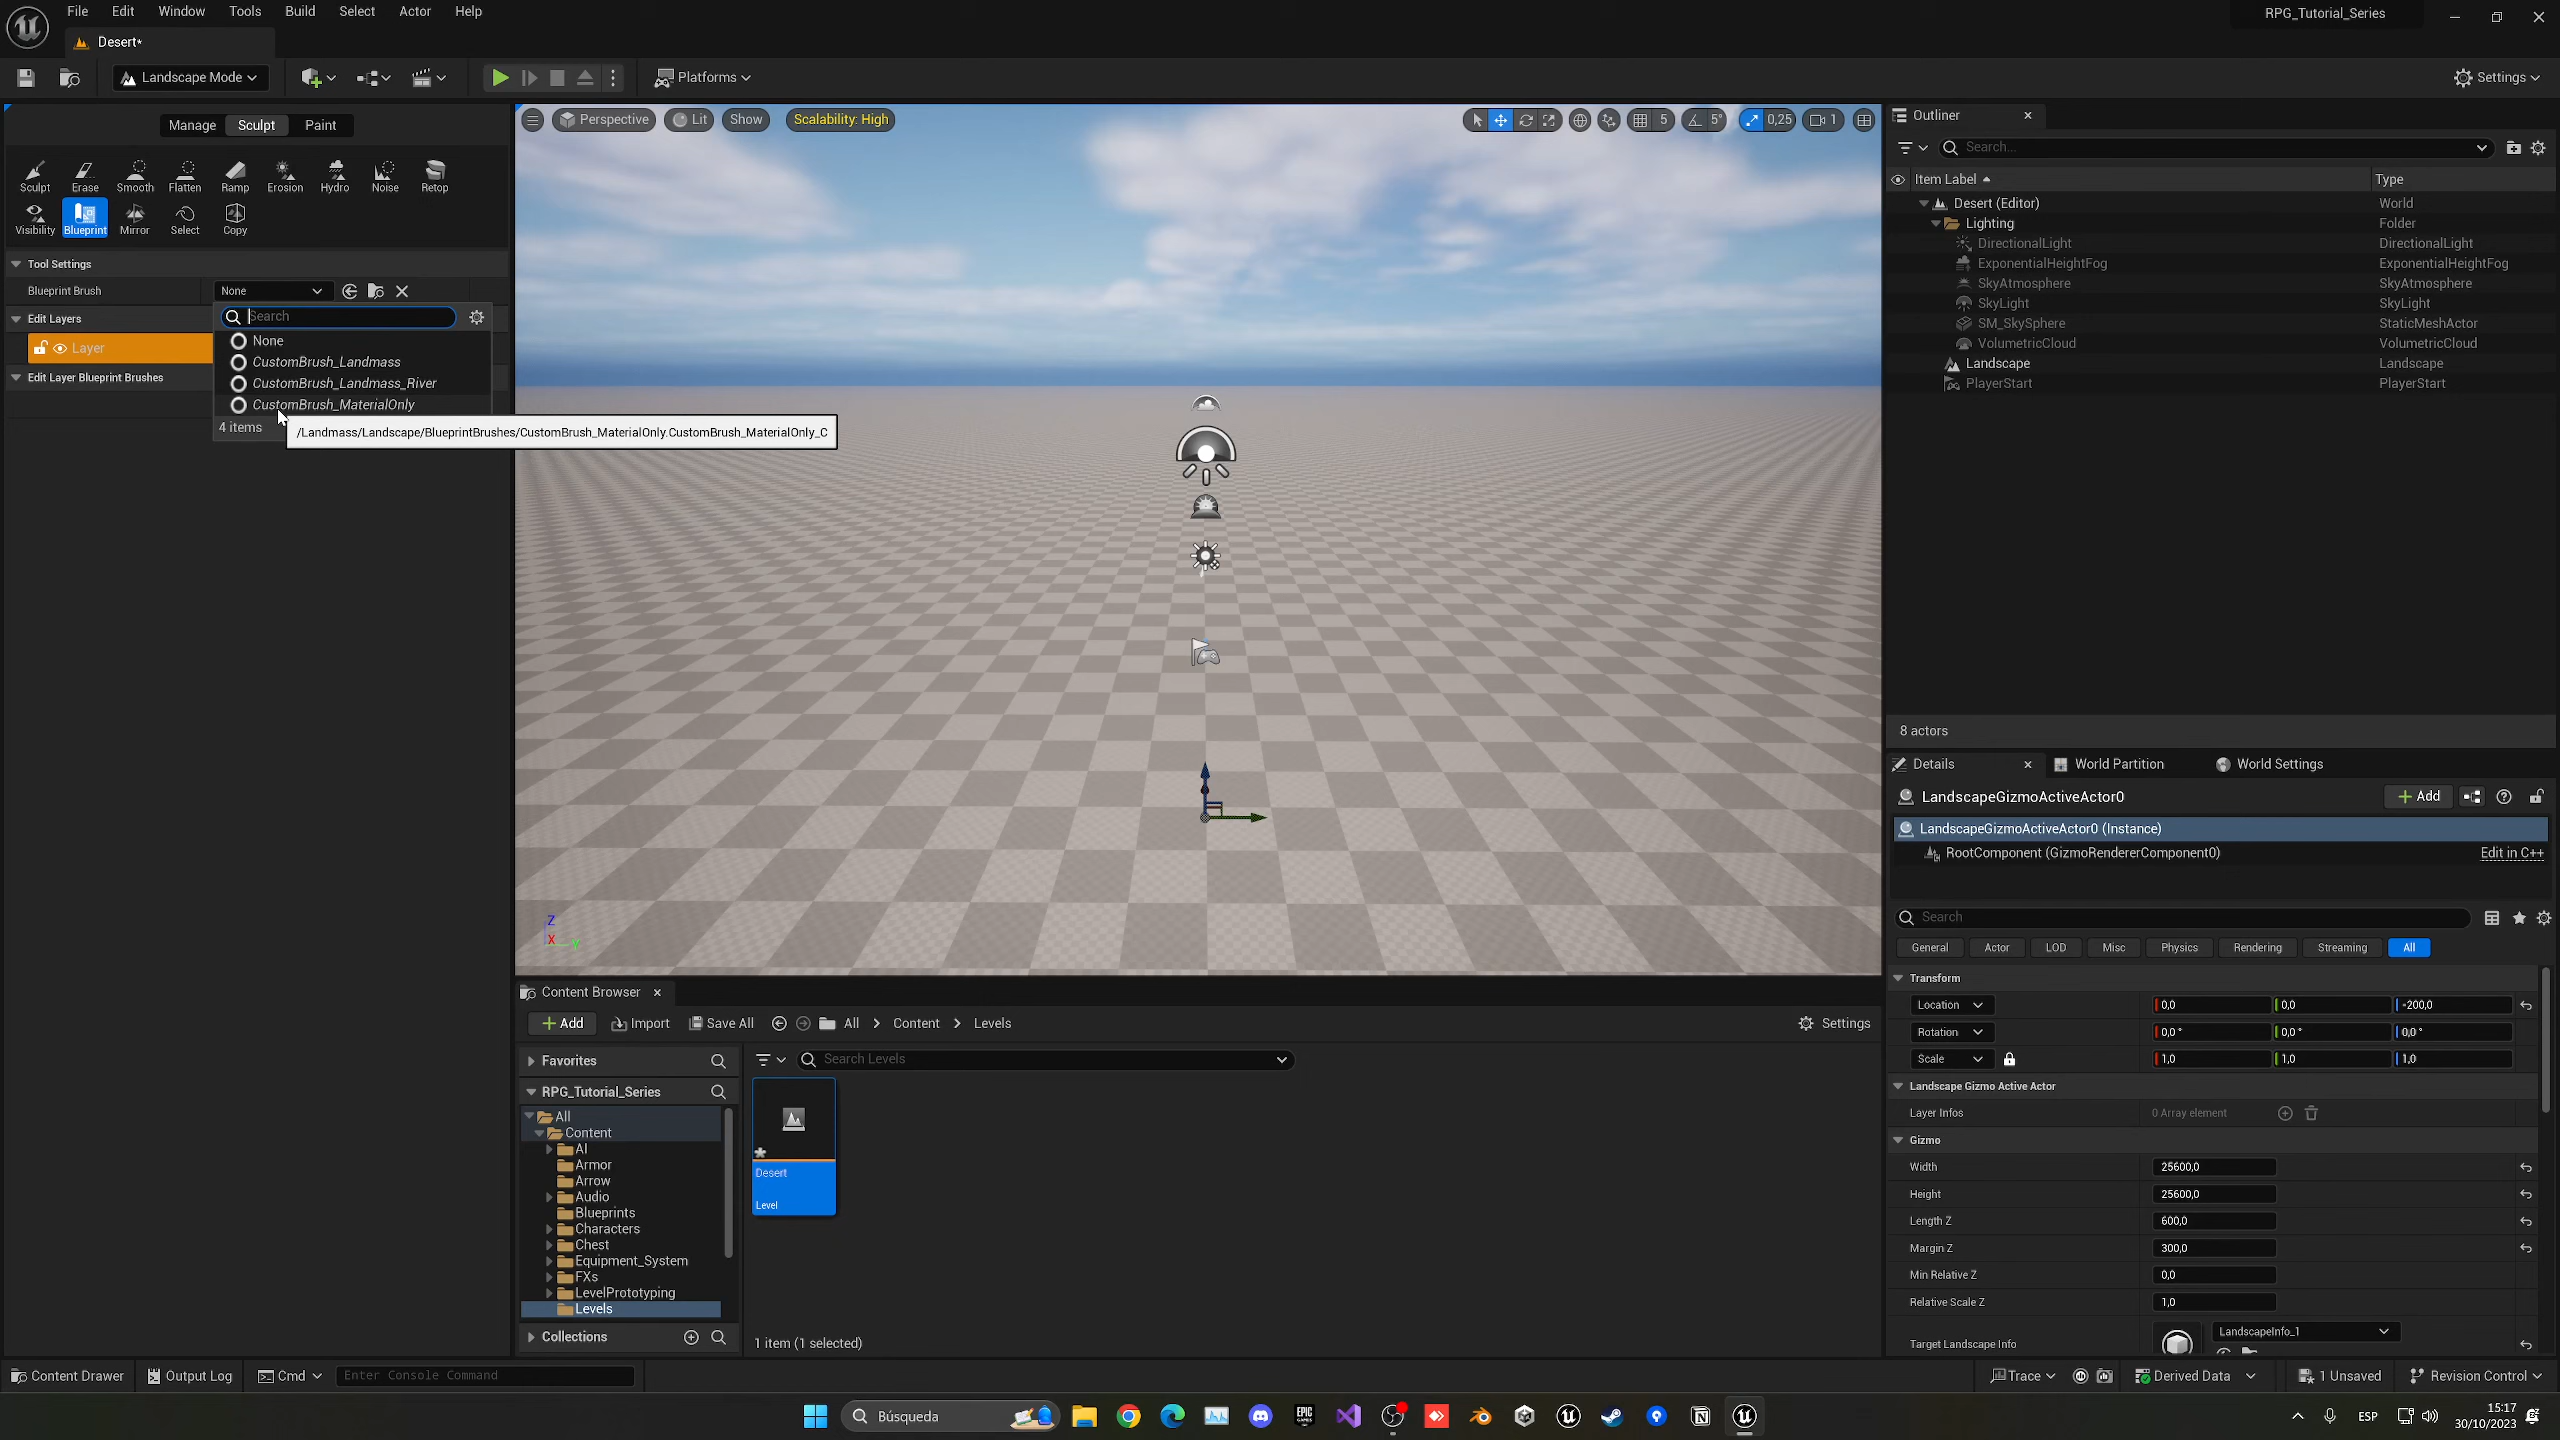 File Edit Window Tools Build Select Actor Help
RPG_Tutorial_Series
Desert*
Landscape Mode
Platforms
Settings
Manage Sculpt Paint
Sculpt Erase Smooth Flatten Ramp Erosion Hydro Noise Retop
Visibility Blueprint Mirror Select Copy
Tool Settings
Blueprint Brush None
Edit Layers
Layer
Edit Layer Blueprint Brushes
Search
None
CustomBrush_Landmass
CustomBrush_Landmass_River
CustomBrush_MaterialOnly
4 items
/Landmass/Landscape/BlueprintBrushes/CustomBrush_MaterialOnly.CustomBrush_MaterialOnly_C
Perspective Lit Show Scalability: High
5 5° 0,25 1
Z
X Y
Outliner
Search...
Item Label Type
Desert (Editor) World
Lighting Folder
DirectionalLight DirectionalLight
ExponentialHeightFog ExponentialHeightFog
SkyAtmosphere SkyAtmosphere
SkyLight SkyLight
SM_SkySphere StaticMeshActor
VolumetricCloud VolumetricCloud
Landscape Landscape
PlayerStart PlayerStart
8 actors
Details World Partition World Settings
LandscapeGizmoActiveActor0 Add
LandscapeGizmoActiveActor0 (Instance)
RootComponent (GizmoRendererComponent0) Edit in C++
Search
General Actor LOD Misc Physics Rendering Streaming All
Transform
Location 0,0 0,0 -200,0
Rotation 0,0 ° 0,0 ° 0,0 °
Scale 1,0 1,0 1,0
Landscape Gizmo Active Actor
Layer Infos 0 Array element
Gizmo
Width 25600,0
Height 25600,0
Length Z 600,0
Margin Z 300,0
Min Relative Z 0,0
Relative Scale Z 1,0
Target Landscape Info LandscapeInfo_1
Content Browser
Add Import Save All All Content Levels Settings
Favorites
Search Levels
RPG_Tutorial_Series
All
Content
AI
Armor
Arrow
Audio
Blueprints
Characters
Chest
Equipment_System
FXs
LevelPrototyping
Levels
Collections
Desert
Level
1 item (1 selected)
Content Drawer Output Log Cmd Enter Console Command Trace Derived Data 1 Unsaved Revision Control
Búsqueda
EPIC
GAMES
ESP
15:17
30/10/2023